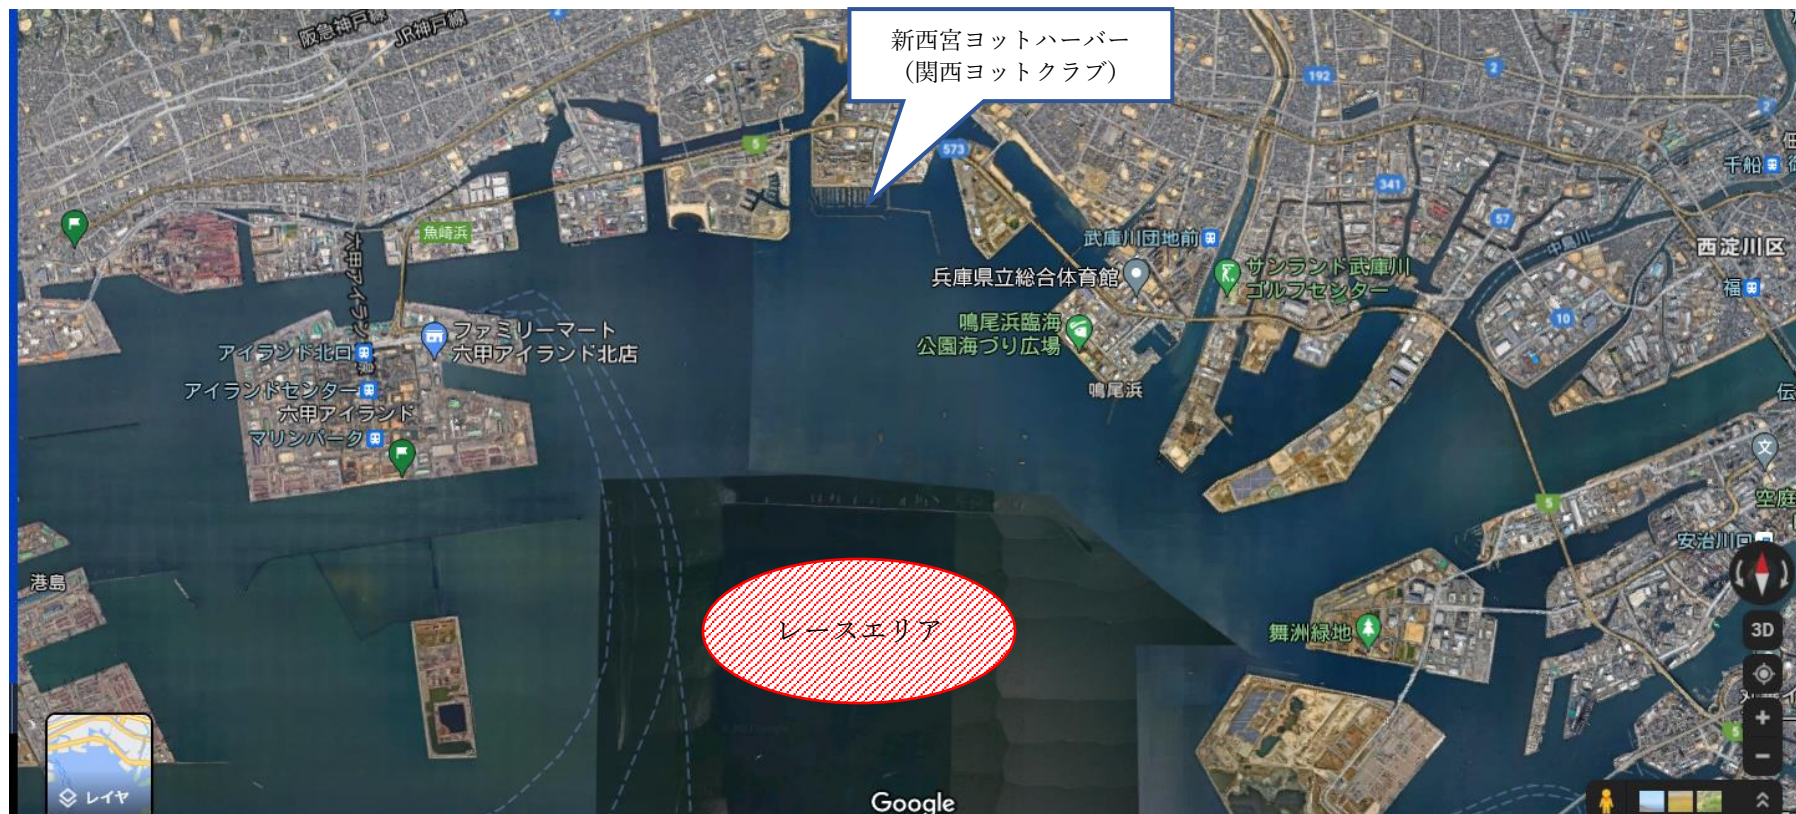 阪急神戸線
JR神戸線
新西宮ヨットハーバー
（関西ヨットクラブ）
192
2
2
5
573
341
57
千船
魚崎浜
武庫川団地前
中島川
西淀川区
六甲アイランド
兵庫県立総合体育館
サンランド武庫川
ゴルフセンター
福
10
ファミリーマート
六甲アイランド北店
鳴尾浜臨海
公園海づり広場
アイランド北口
アイランドセンター
鳴尾浜
伝
六甲アイランド
マリンパーク
5
空庭
安治川口
港島
レースエリア
舞洲緑地
3D
5
レイヤ
Google